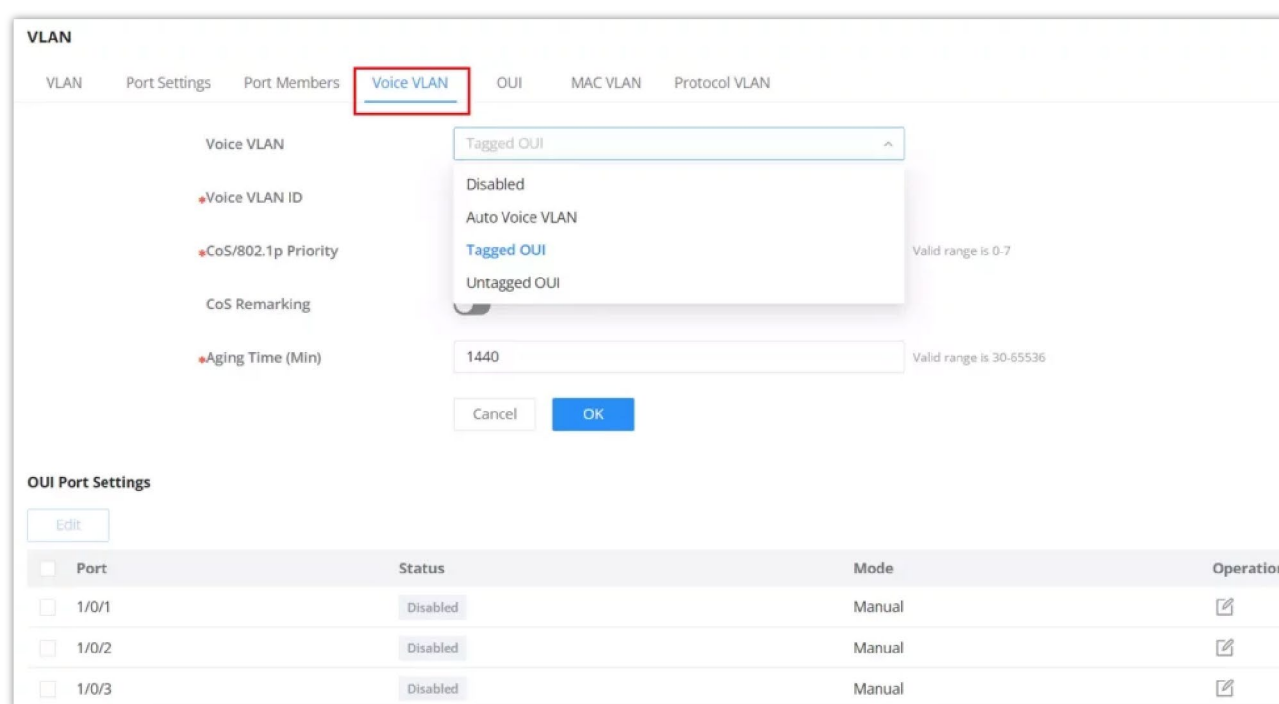 VLAN
VLAN Port Settings Port Members Voice VLAN OUI MAC VLAN Protocol VLAN
Voice VLAN Tagged OUI
Disabled
*Voice VLAN ID
Auto Voice VLAN
*CoS/802.1p Priority Tagged OUI Valid range is 0-7
Untagged OUI
CoS Remarking
*Aging Time (Min) 1440 Valid range is 30-65536
Cancel OK
OUI Port Settings
Edit
Port Status Mode Operation
1/0/1 Disabled Manual
1/0/2 Disabled Manual
1/0/3 Disabled Manual